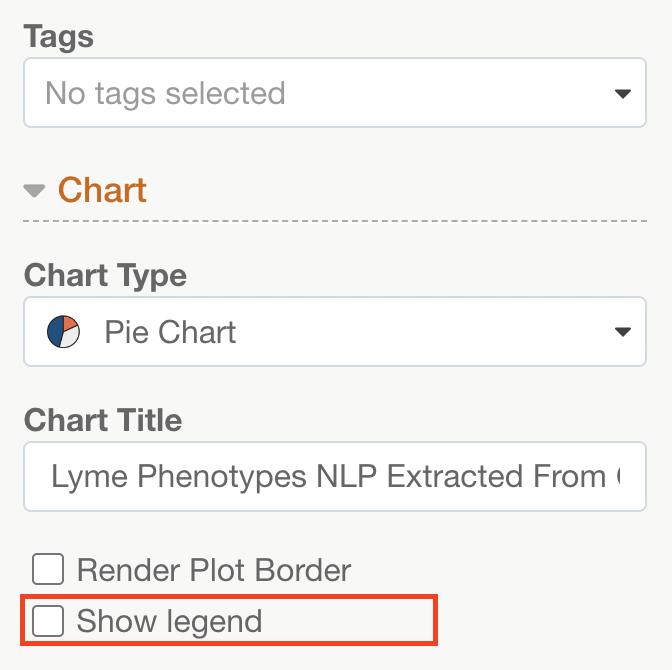 Tags
No tags selected
Chart
Chart Type
Pie Chart
Chart Title
Lyme Phenotypes NLP Extracted From
Render Plot Border
Show legend